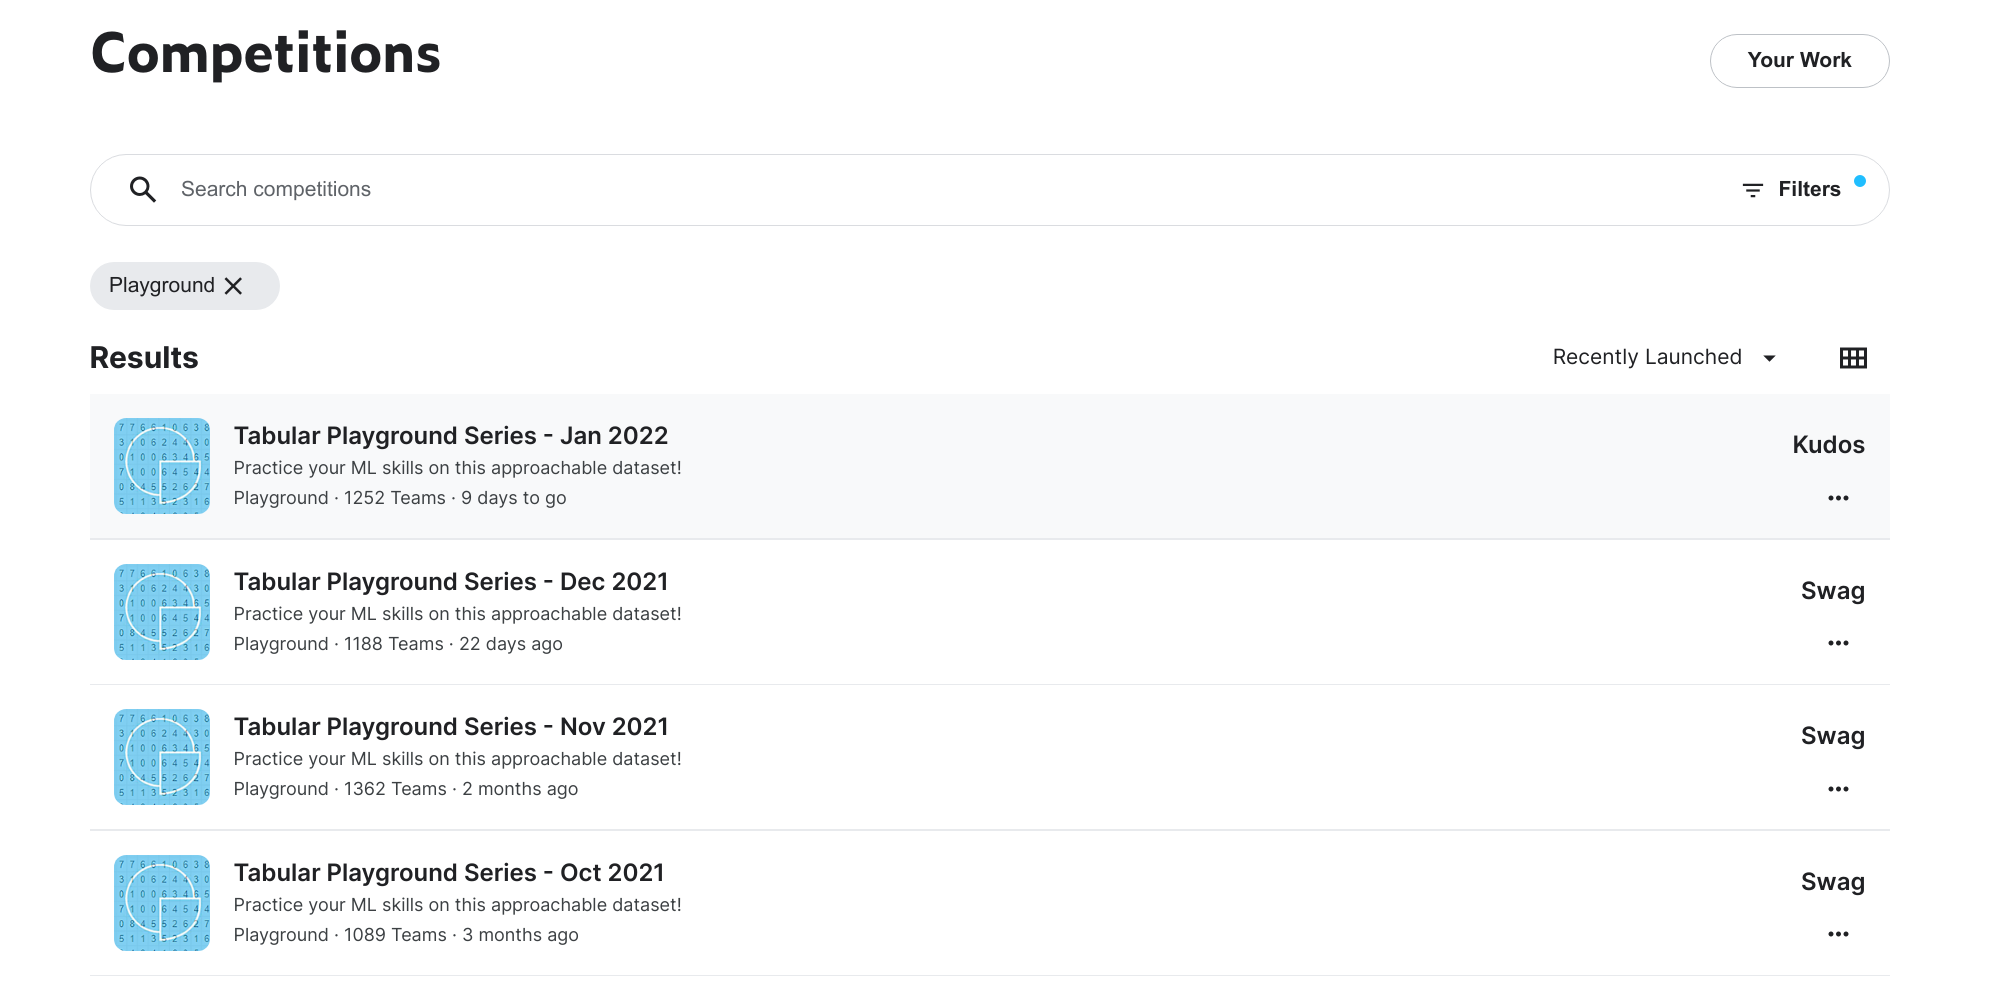 Competitions
Your Work
Search competitions
Filters
Playground
Results
Recently Launched
Tabular Playground Series - Jan 2022
Kudos
Practice your ML skills on this approachable dataset!
Playground · 1252 Teams · 9 days to go
Tabular Playground Series - Dec 2021
Swag
Practice your ML skills on this approachable dataset!
Playground · 1188 Teams · 22 days ago
Tabular Playground Series - Nov 2021
Swag
Practice your ML skills on this approachable dataset!
Playground · 1362 Teams · 2 months ago
Tabular Playground Series - Oct 2021
Swag
Practice your ML skills on this approachable dataset!
Playground · 1089 Teams · 3 months ago